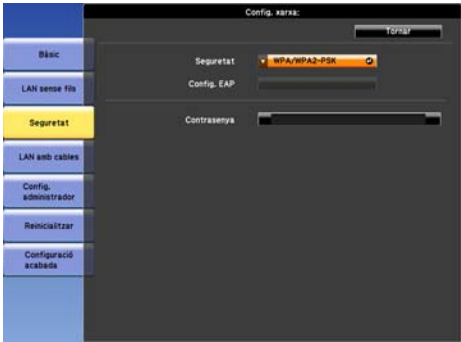 Config. xarxa:
Tornar
Bàsic
LAN sense fils
Seguretat
LAN amb cables
Config.
administrador
Reinicialitzar
Configuració
acabada
Seguretat WPA/WPA2-PSK
Config. EAP
Contrasenya